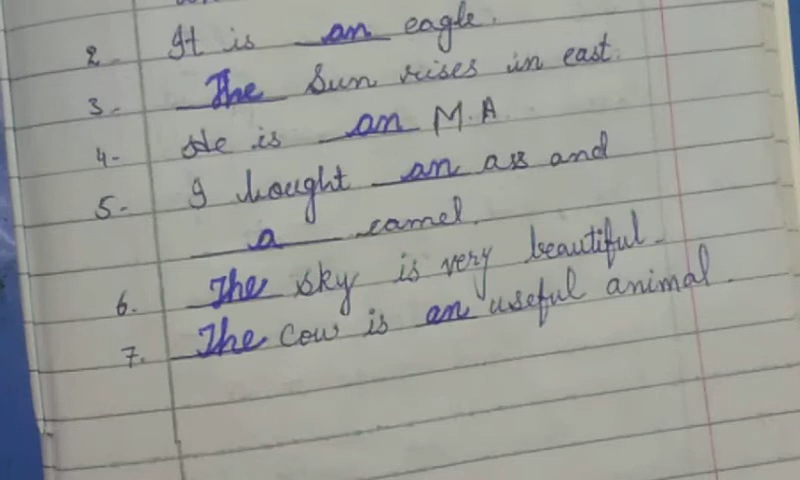 2. It is an eagle.
3. The Sun rises in east.
4. He is an M.A
5. I bought an ass and
a camel.
6. The sky is very beautiful.
7. The Cow is an useful animal.